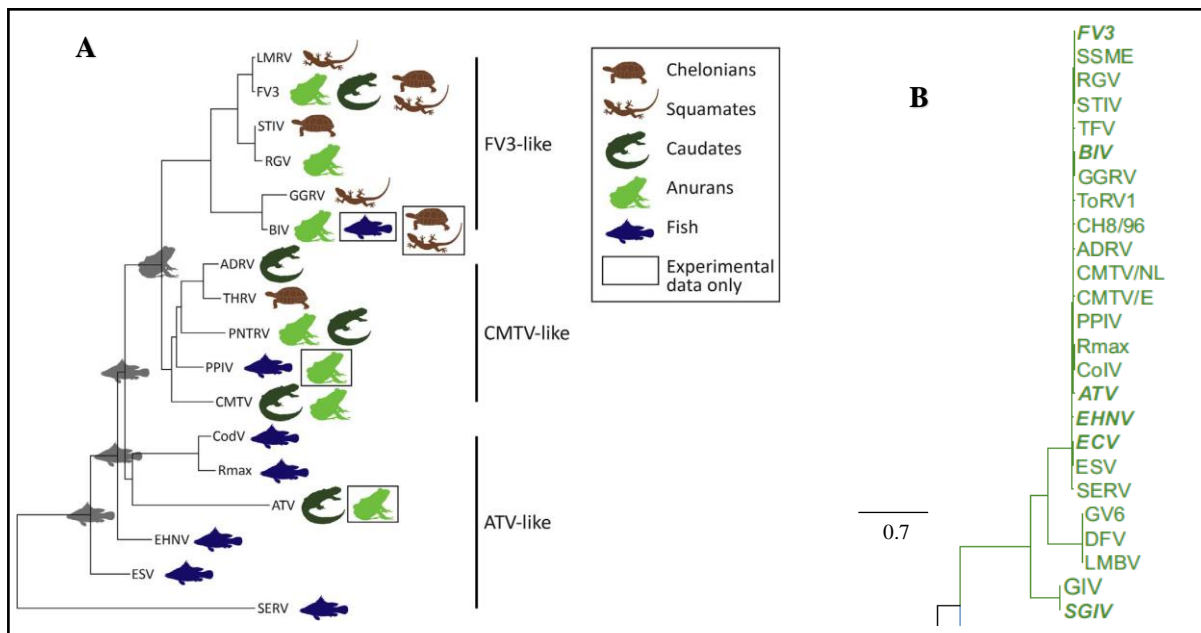 A
LMRV
FV3
STIV
RGV
GGRV
BIV
FV3-like
ADRV
THRV
PNTRV
PPIV
CMTV
CMTV-like
CodV
Rmax
ATV
EHNV
ESV
SERV
ATV-like
Chelonians
Squamates
Caudates
Anurans
Fish
Experimental
data only
B
FV3
SSME
RGV
STIV
TFV
BIV
GGRV
ToRV1
CH8/96
ADRV
CMTV/NL
CMTV/E
PPIV
Rmax
CoIV
ATV
EHNV
ECV
ESV
SERV
GV6
DFV
LMBV
GIV
SGIV
0.7